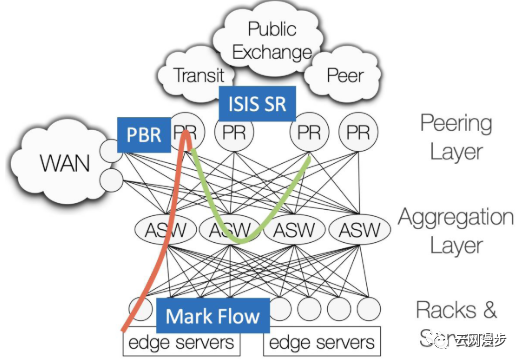 Public
Exchange
Transit
Peer
ISIS SR
PBR
PR
PR
PR
PR
Peering
Layer
WAN
ASW
ASW
ASW
ASW
Aggregation
Layer
Mark Flow
Racks &
edge servers
edge servers
云网漫步